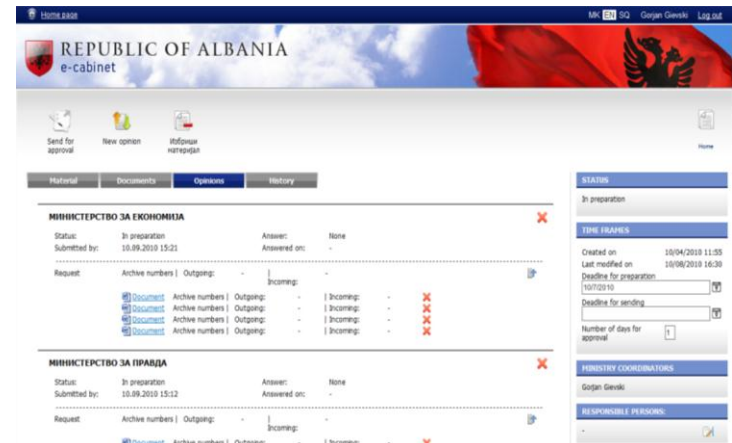 Home page
MK EN SQ Gorjan Gievski Log out
REPUBLIC OF ALBANIA
e-cabinet
Send for approval
New opinion
Избриши материјал
Home
Material Documents Opinions History
STATUS
In preparation
МИНИСТЕРСТВО ЗА ЕКОНОМИЈА
Status: In preparation Answer: None
Submitted by: 10.09.2010 15:21 Answered on: -
Request Archive numbers | Outgoing: - | Incoming: -
Document Archive numbers | Outgoing: - | Incoming: -
Document Archive numbers | Outgoing: - | Incoming: -
Document Archive numbers | Outgoing: - | Incoming: -
Document Archive numbers | Outgoing: - | Incoming: -
TIME FRAMES
Created on 10/04/2010 11:55
Last modified on 10/08/2010 16:30
Deadline for preparation
10/7/2010
Deadline for sending
Number of days for approval 1
МИНИСТЕРСТВО ЗА ПРАВДА
Status: In preparation Answer: None
Submitted by: 10.09.2010 15:12 Answered on: -
Request Archive numbers | Outgoing: - | Incoming: -
Document Archive numbers | Outgoing: - | Incoming: -
MINISTRY COORDINATORS
Gorjan Gievski
RESPONSIBLE PERSONS:
-